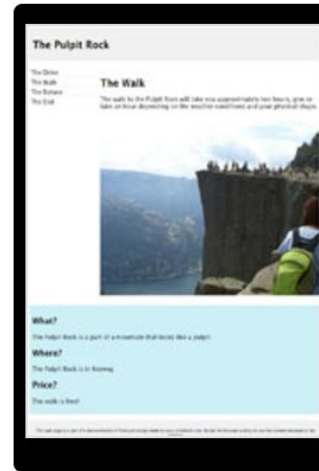 The Pulpit Rock
The Drive
The Walk
The Return
The End
The Walk
The walk to the Pulpit Rock will take you approximately two hours, give or
take an hour depending on the weather conditions and your physical shape.
What?
The Pulpit Rock is a part of a mountain that looks like a pulpit.
Where?
The Pulpit Rock is in Norway
Price?
The walk is free!